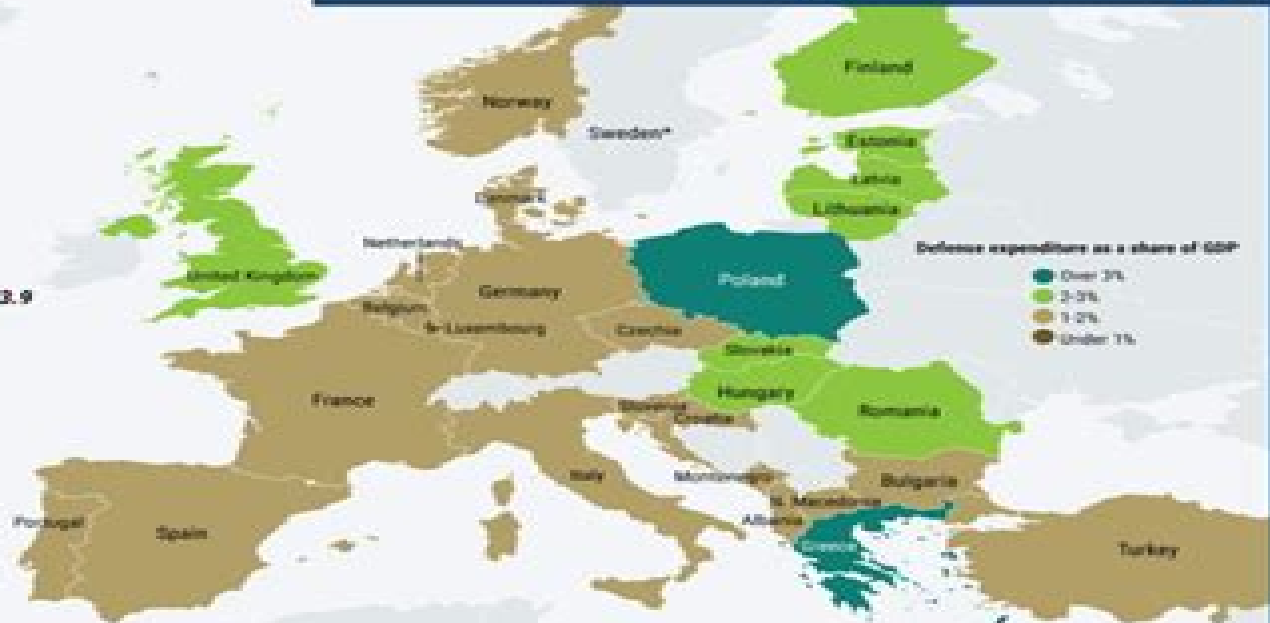 Finland
Norway
Sweden*
Estonia
Latvia
Denmark
Lithuania
Netherlands
Defence expenditure as a share of GDP
United Kingdom
Poland
Over 3%
Germany
3.9
2-3%
Belgium
1-2%
& Luxembourg
Czechia
Under 1%
Slovakia
Hungary
France
Slovenia
Romania
Croatia
Italy
Montenegro
Bulgaria
N. Macedonia
Portugal
Albania
Spain
Greece
Turkey